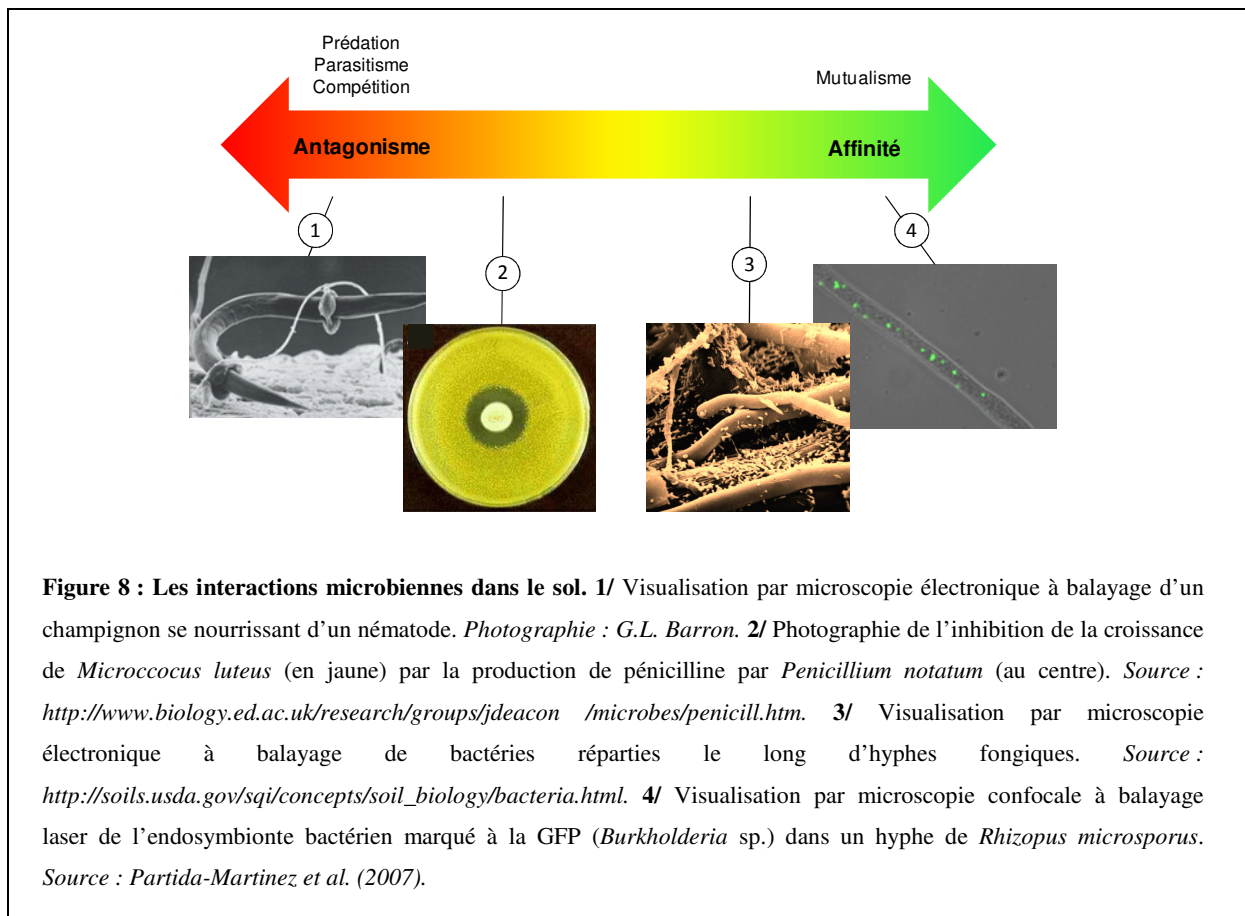 Prédation
Parasitisme
Compétition
Mutualisme
Antagonisme
Affinité
1
2
3
4
Figure 8 : Les interactions microbiennes dans le sol. 1/ Visualisation par microscopie électronique à balayage d’un
champignon se nourrissant d’un nématode. Photographie : G.L. Barron. 2/ Photographie de l’inhibition de la croissance
de Microccocus luteus (en jaune) par la production de pénicilline par Penicillium notatum (au centre). Source :
http://www.biology.ed.ac.uk/research/groups/jdeacon /microbes/penicill.htm. 3/ Visualisation par microscopie
électronique à balayage de bactéries réparties le long d’hyphes fongiques. Source :
http://soils.usda.gov/sqi/concepts/soil_biology/bacteria.html. 4/ Visualisation par microscopie confocale à balayage
laser de l’endosymbionte bactérien marqué à la GFP (Burkholderia sp.) dans un hyphe de Rhizopus microsporus.
Source : Partida-Martinez et al. (2007).